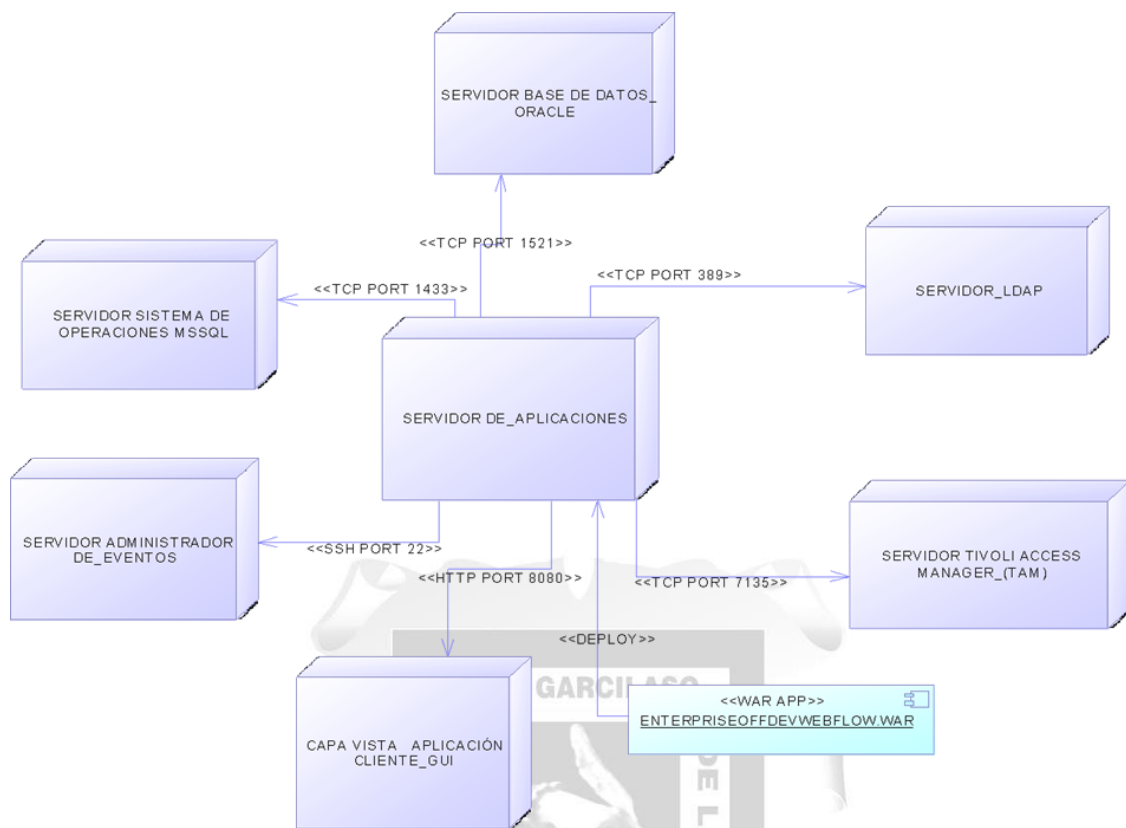 SERVIDOR BASE DE DATOS_
ORACLE
<<TCP PORT 1521>>
<<TCP PORT 389>>
<<TCP PORT 1433>>
SERVIDOR SISTEMA DE
OPERACIONES MSSQL
SERVIDOR_LDAP
SERVIDOR DE_APLICACIONES
SERVIDOR ADMINISTRADOR
DE_EVENTOS
<<SSH PORT 22>>
<<HTTP PORT 8080>>
<<TCP PORT 7135>>
SERVIDOR TIVOLI ACCESS
MANAGER_(TAM)
<<DEPLOY>>
GARCILASO
<<WAR APP>>
ENTERPRISEOFFDEVWEBFLOW.WAR
CAPA VISTA APLICACIÓN
CLIENTE_GUI
DE L